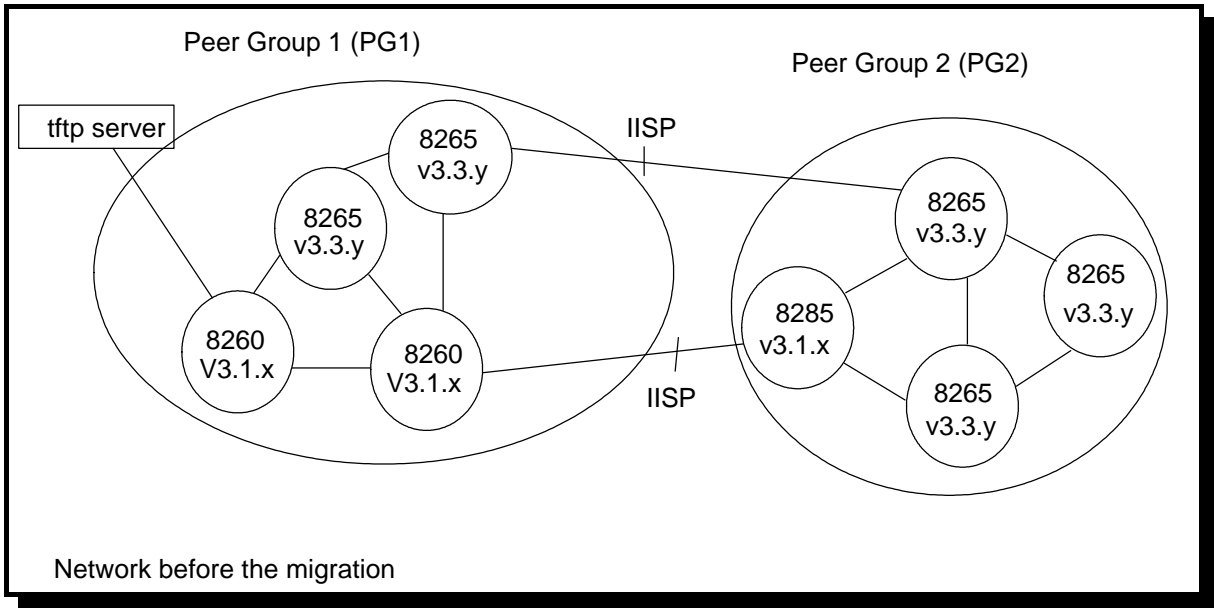 Peer Group 1 (PG1)
Peer Group 2 (PG2)
tftp server
8265
v3.3.y
IISP
8265
v3.3.y
8265
v3.3.y
8265
v3.3.y
8260
V3.1.x
8260
V3.1.x
8285
v3.1.x
IISP
8265
v3.3.y
Network before the migration